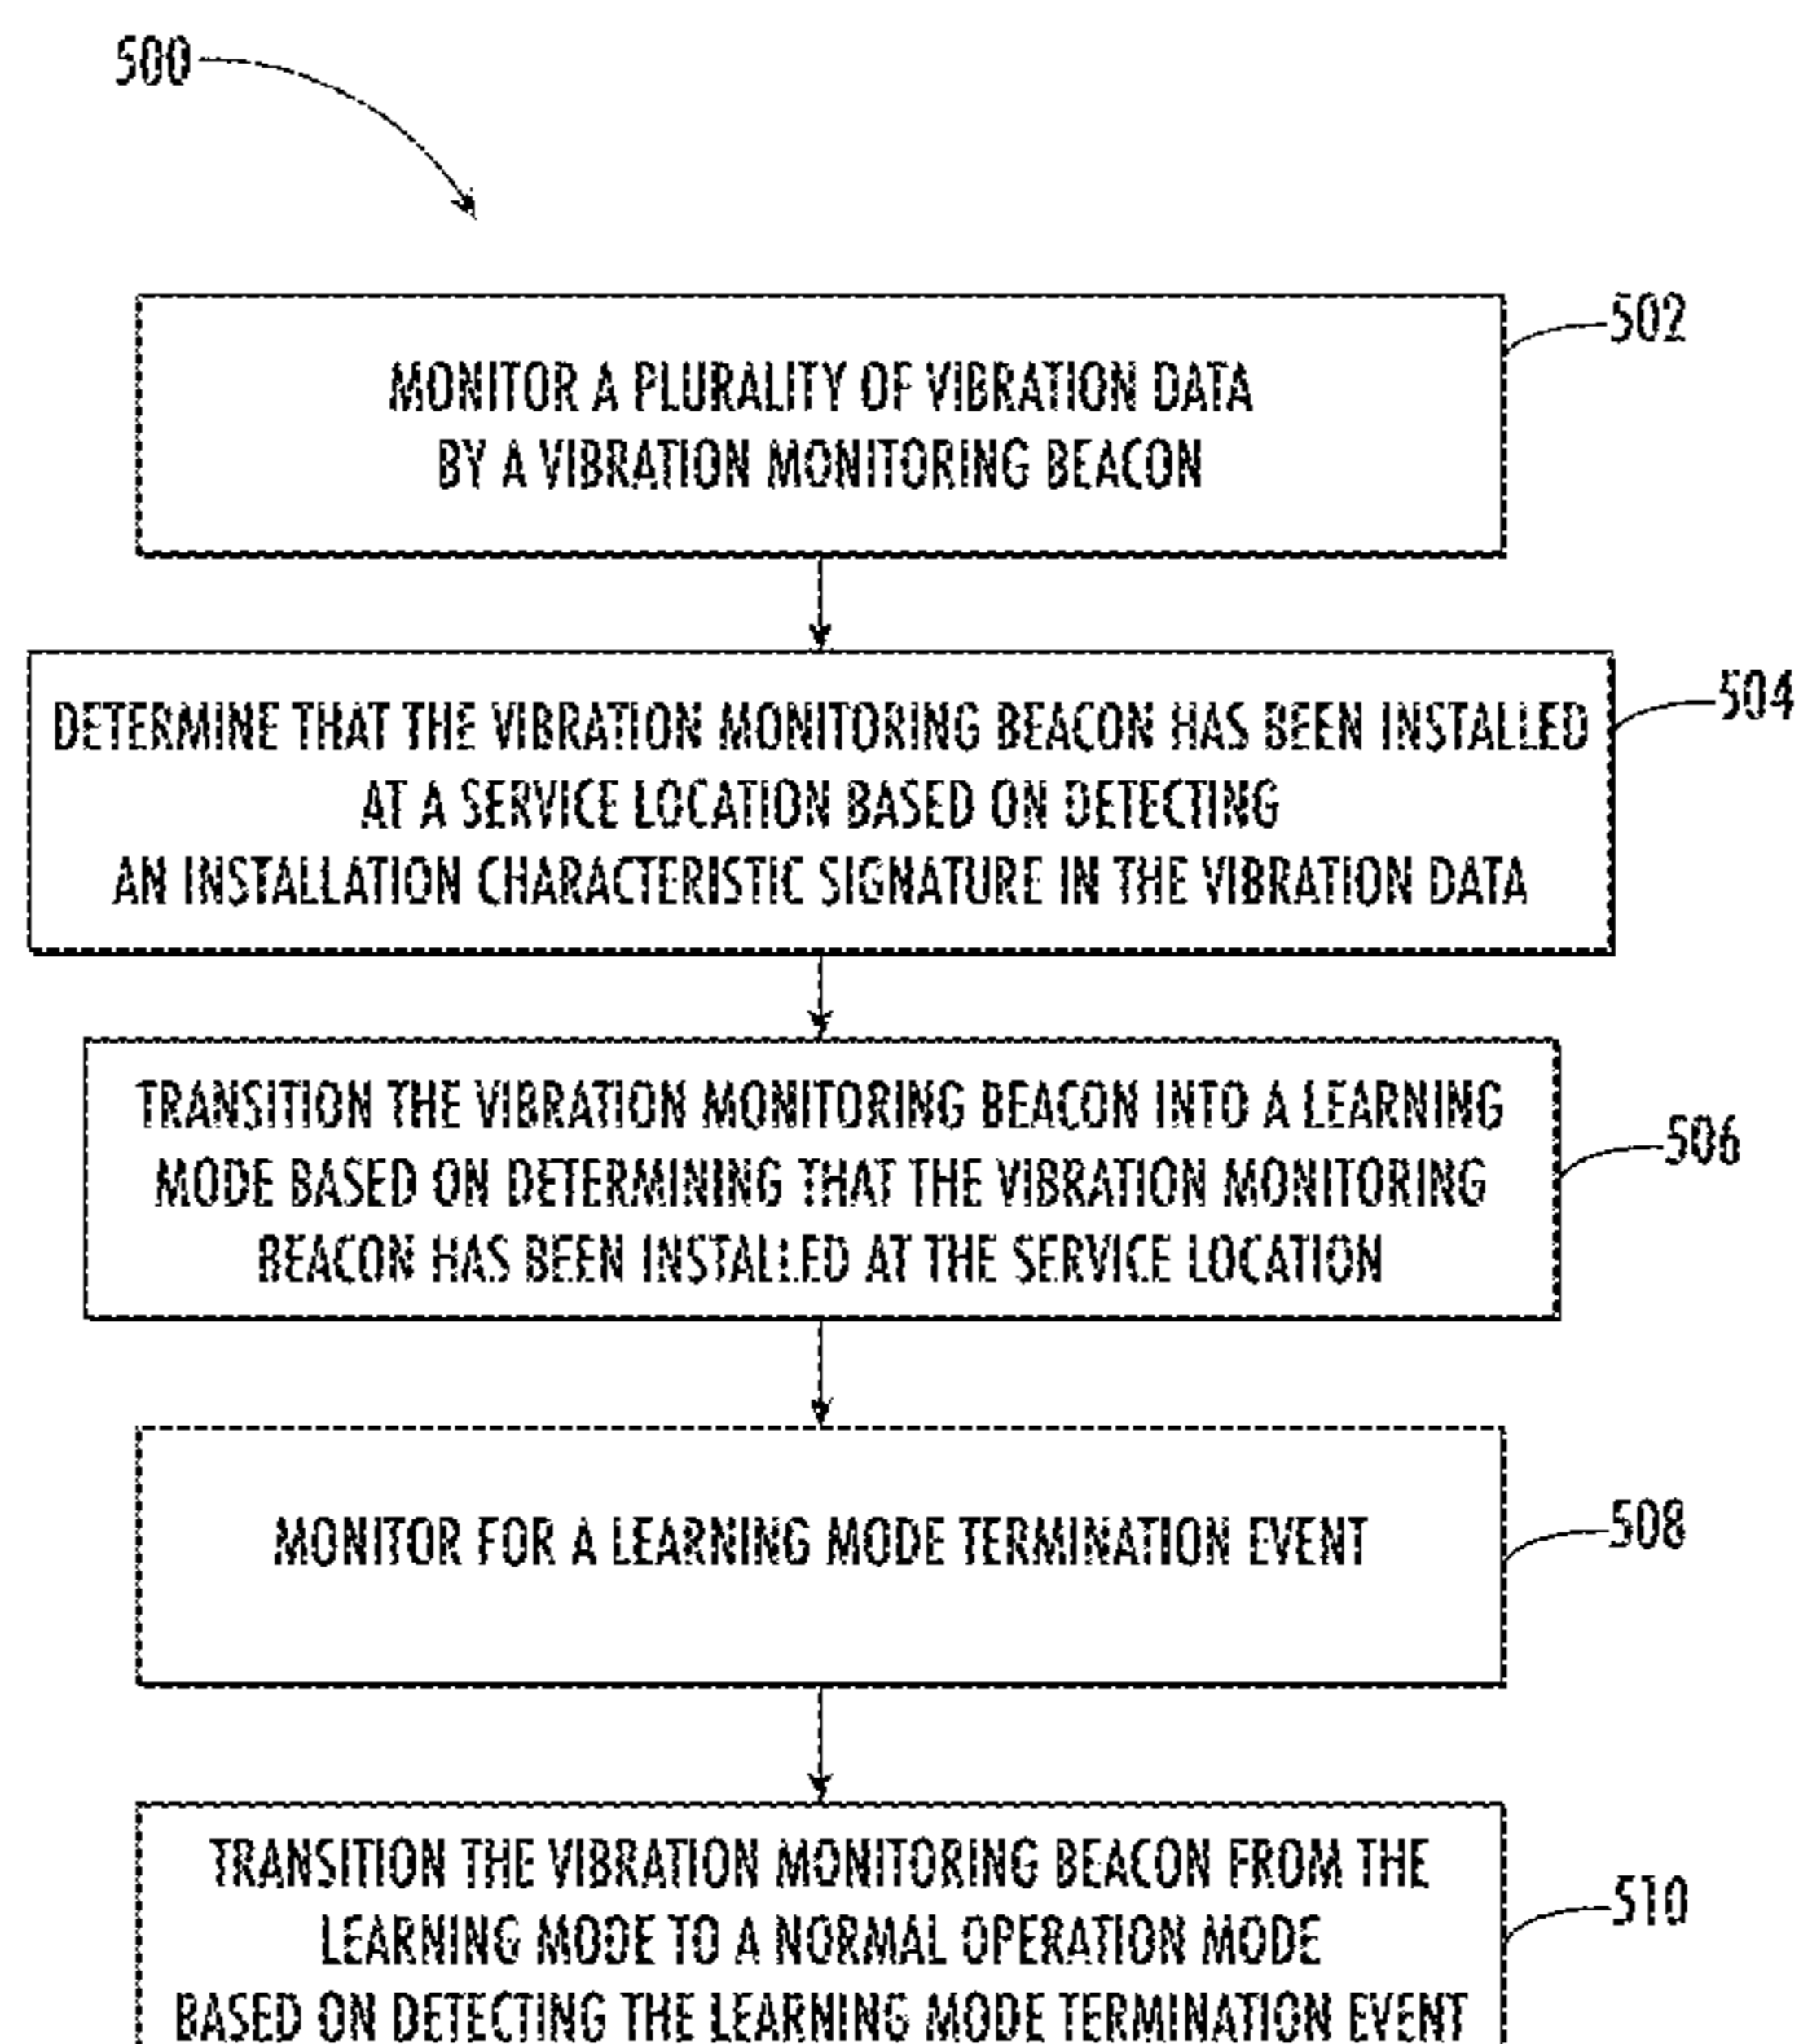 500
502
MONITOR A PLURALITY OF VIBRATION DATA
BY A VIBRATION MONITORING BEACON
504
DETERMINE THAT THE VIBRATION MONITORING BEACON HAS BEEN INSTALLED
AT A SERVICE LOCATION BASED ON DETECTING
AN INSTALLATION CHARACTERISTIC SIGNATURE IN THE VIBRATION DATA
506
TRANSITION THE VIBRATION MONITORING BEACON INTO A LEARNING
MODE BASED ON DETERMINING THAT THE VIBRATION MONITORING
BEACON HAS BEEN INSTALLED AT THE SERVICE LOCATION
508
MONITOR FOR A LEARNING MODE TERMINATION EVENT
510
TRANSITION THE VIBRATION MONITORING BEACON FROM THE
LEARNING MODE TO A NORMAL OPERATION MODE
BASED ON DETECTING THE LEARNING MODE TERMINATION EVENT